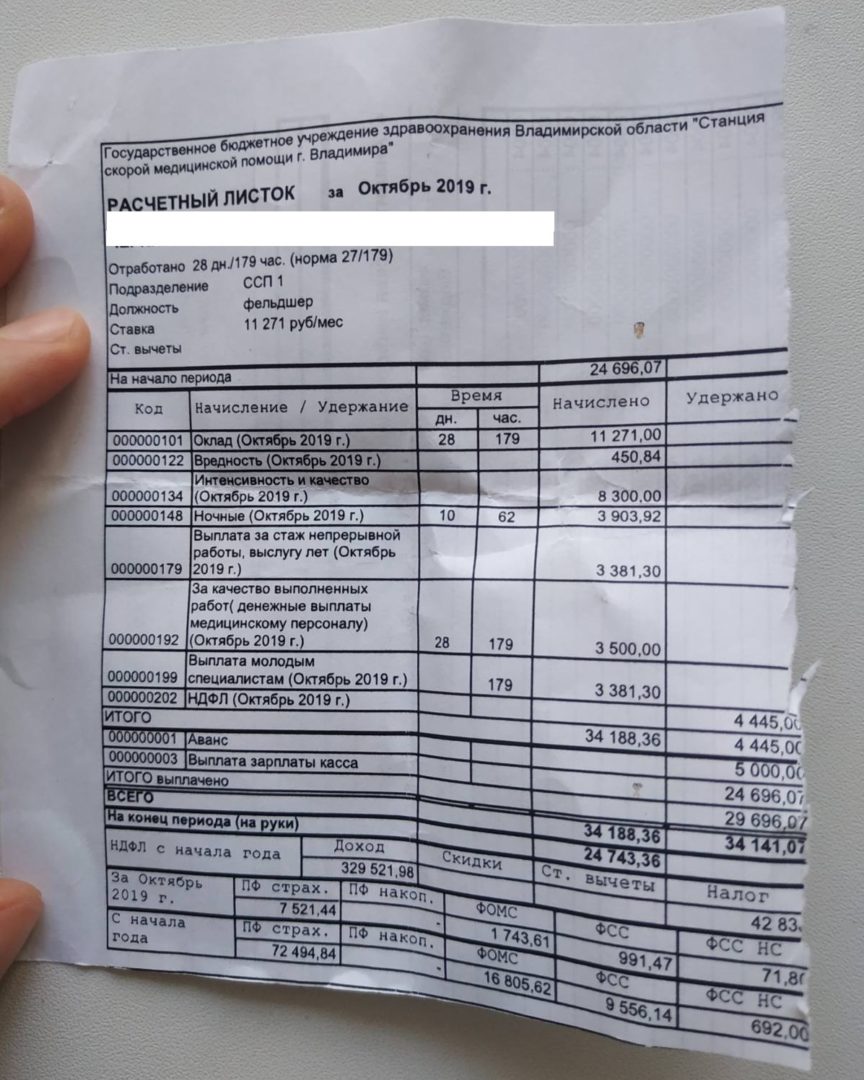 Государственное бюджетное учреждение здравоохранения Владимирской области "Станция
скорой медицинской помощи г. Владимира"
РАСЧЕТНЫЙ ЛИСТОК за Октябрь 2019 г.
Отработано 28 дн./179 час. (норма 27/179)
Подразделение ССП 1
Должность фельдшер
Ставка 11 271 руб/мес
Ст. вычеты
На начало периода 24 696,07
Код Начисление / Удержание Время Начислено Удержано
дн. час.
000000101 Оклад (Октябрь 2019 г.) 28 179 11 271,00
000000122 Вредность (Октябрь 2019 г.) 450,84
Интенсивность и качество
000000134 (Октябрь 2019 г.) 8 300,00
000000148 Ночные (Октябрь 2019 г.) 10 62 3 903,92
Выплата за стаж непрерывной
работы, выслугу лет (Октябрь
000000179 2019 г.) 3 381,30
За качество выполненных
работ( денежные выплаты
медицинскому персоналу)
000000192 (Октябрь 2019 г.) 28 179 3 500,00
Выплата молодым
000000199 специалистам (Октябрь 2019 г.) 179 3 381,30
000000202 НДФЛ (Октябрь 2019 г.) 4 445,00
ИТОГО 34 188,36 4 445,00
000000001 Аванс 5 000,00
000000003 Выплата зарплаты касса 24 696,07
ИТОГО выплачено 29 696,07
ВСЕГО 34 188,36 34 141,07
На конец периода (на руки) 24 743,36
НДФЛ с начала года Доход Скидки Ст. вычеты Налог
329 521,98 42 83
За Октябрь 2019 г. ПФ страх. ПФ накоп. ФОМС ФСС ФСС НС
7 521,44 - 1 743,61 991,47 71,8
С начала года ПФ страх. ПФ накоп. ФОМС ФСС ФСС НС
72 494,84 - 16 805,62 9 556,14 692,00